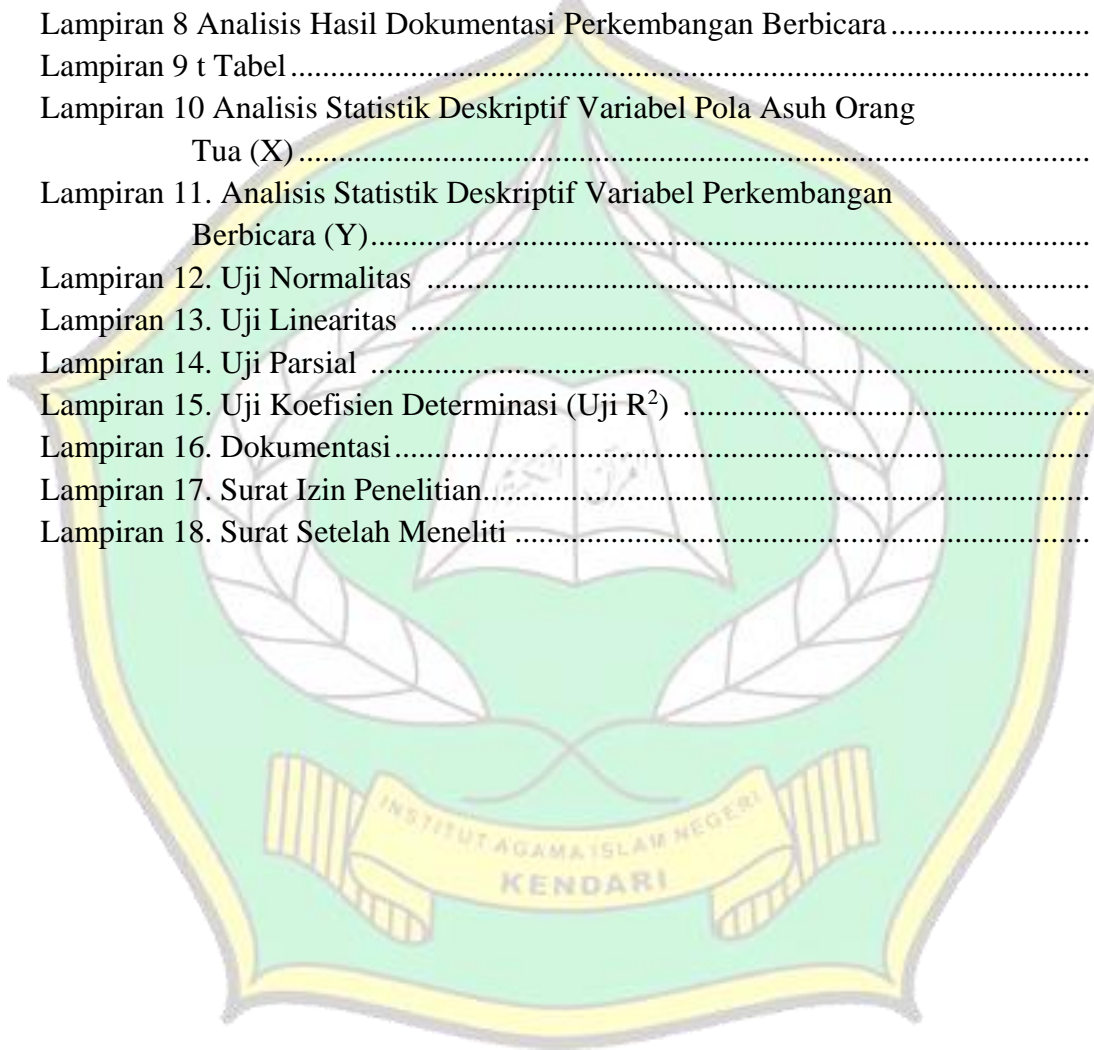 Lampiran 8 Analisis Hasil Dokumentasi Perkembangan Berbicara..........................
Lampiran 9 t Tabel..........................................................................................................
Lampiran 10 Analisis Statistik Deskriptif Variabel Pola Asuh Orang
Tua (X)..........................................................................................................
Lampiran 11. Analisis Statistik Deskriptif Variabel Perkembangan
Berbicara (Y)...............................................................................................
Lampiran 12. Uji Normalitas .......................................................................................
Lampiran 13. Uji Linearitas .........................................................................................
Lampiran 14. Uji Parsial ..............................................................................................
Lampiran 15. Uji Koefisien Determinasi (Uji R²) ......................................................
Lampiran 16. Dokumentasi...........................................................................................
Lampiran 17. Surat Izin Penelitian...............................................................................
Lampiran 18. Surat Setelah Meneliti ...........................................................................
INSTITUT AGAMA ISLAM NEGERI
KENDARI